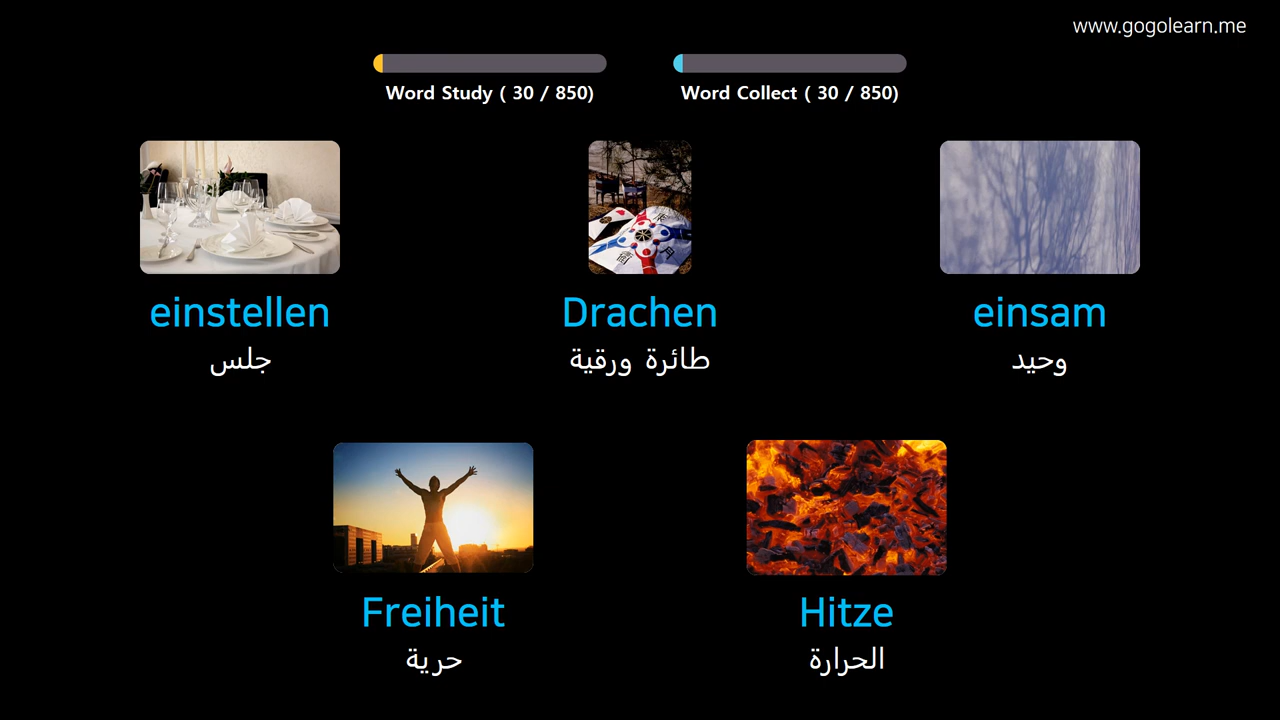 www.gogolearn.me
Word Study ( 30 / 850)
Word Collect ( 30 / 850)
einstellen
جلس
Drachen
طائرة ورقية
einsam
وحيد
Freiheit
حرية
Hitze
الحرارة